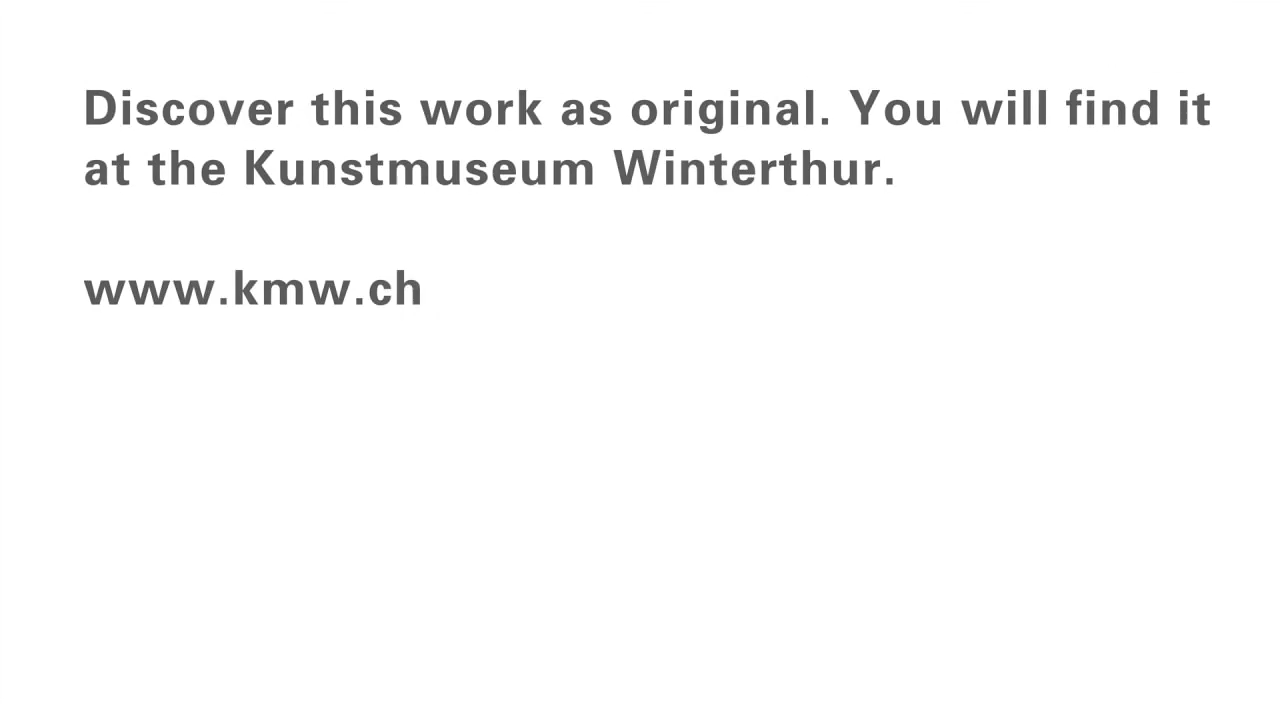 Discover this work as original. You will find it
at the Kunstmuseum Winterthur.
www.kmw.ch